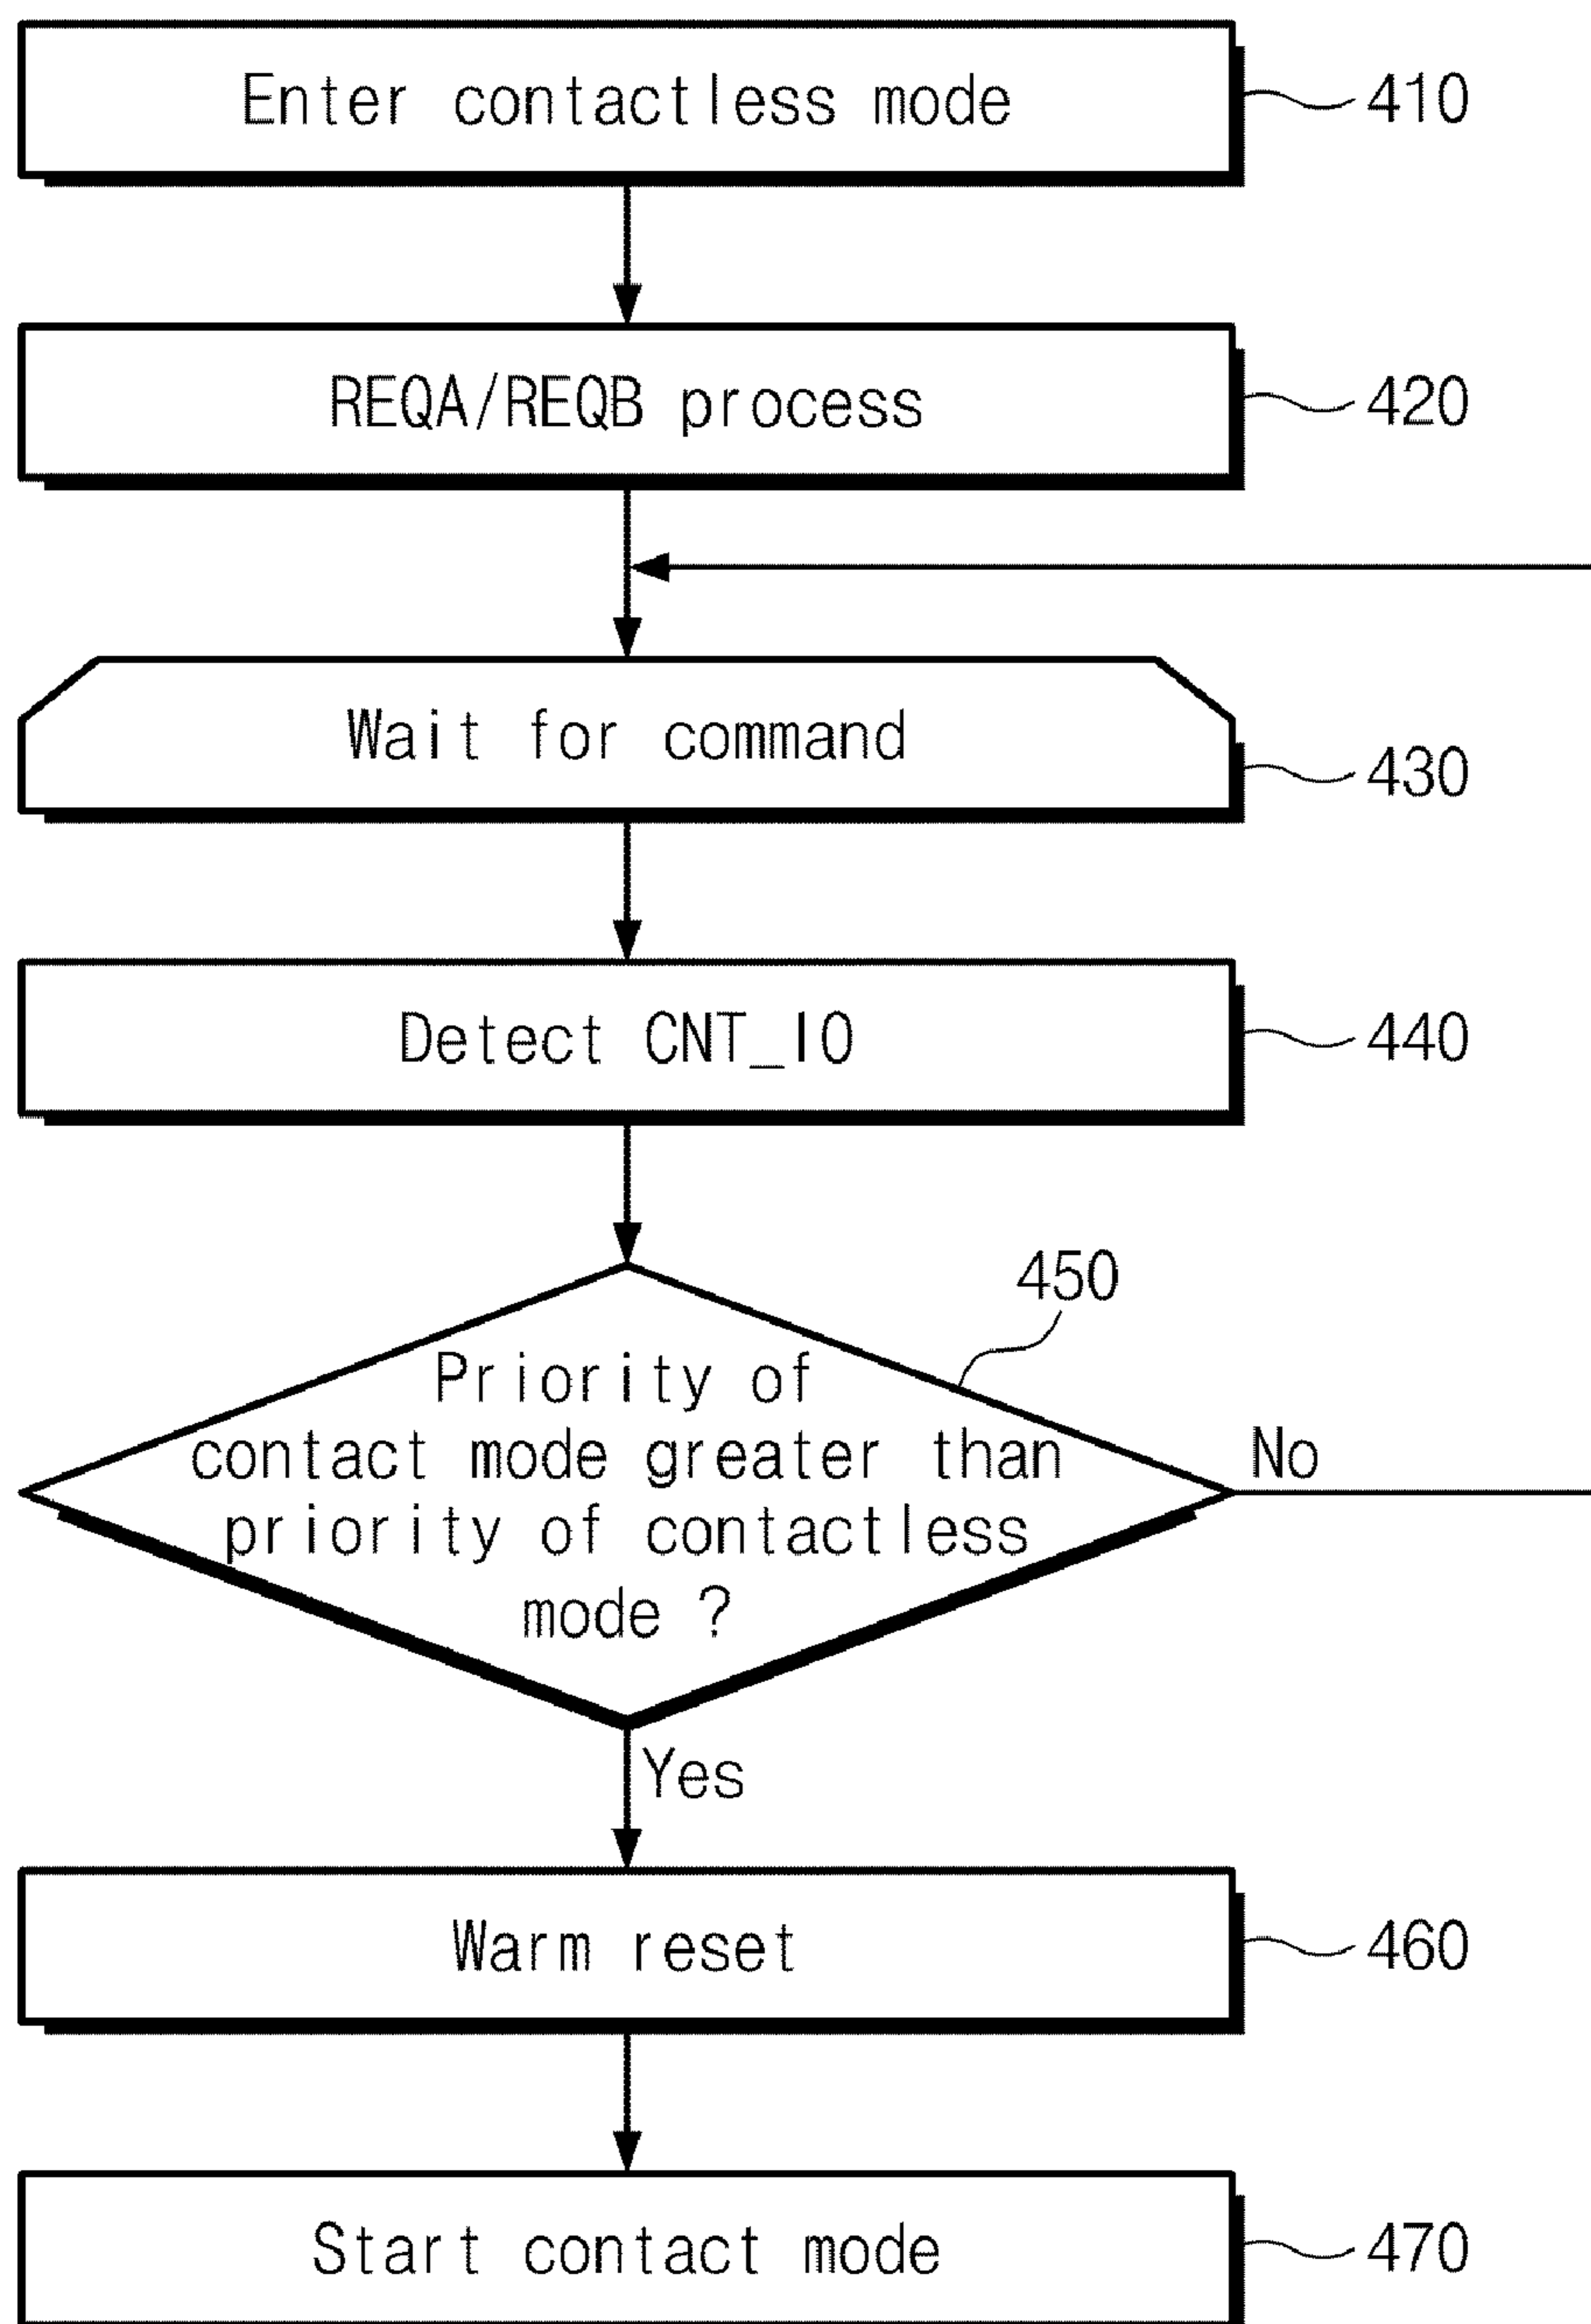 Enter contactless mode
410
REQA/REQB process
420
Wait for command
430
Detect CNT_IO
440
450
Priority of
contact mode greater than
priority of contactless
mode ?
No
Yes
Warm reset
460
Start contact mode
470